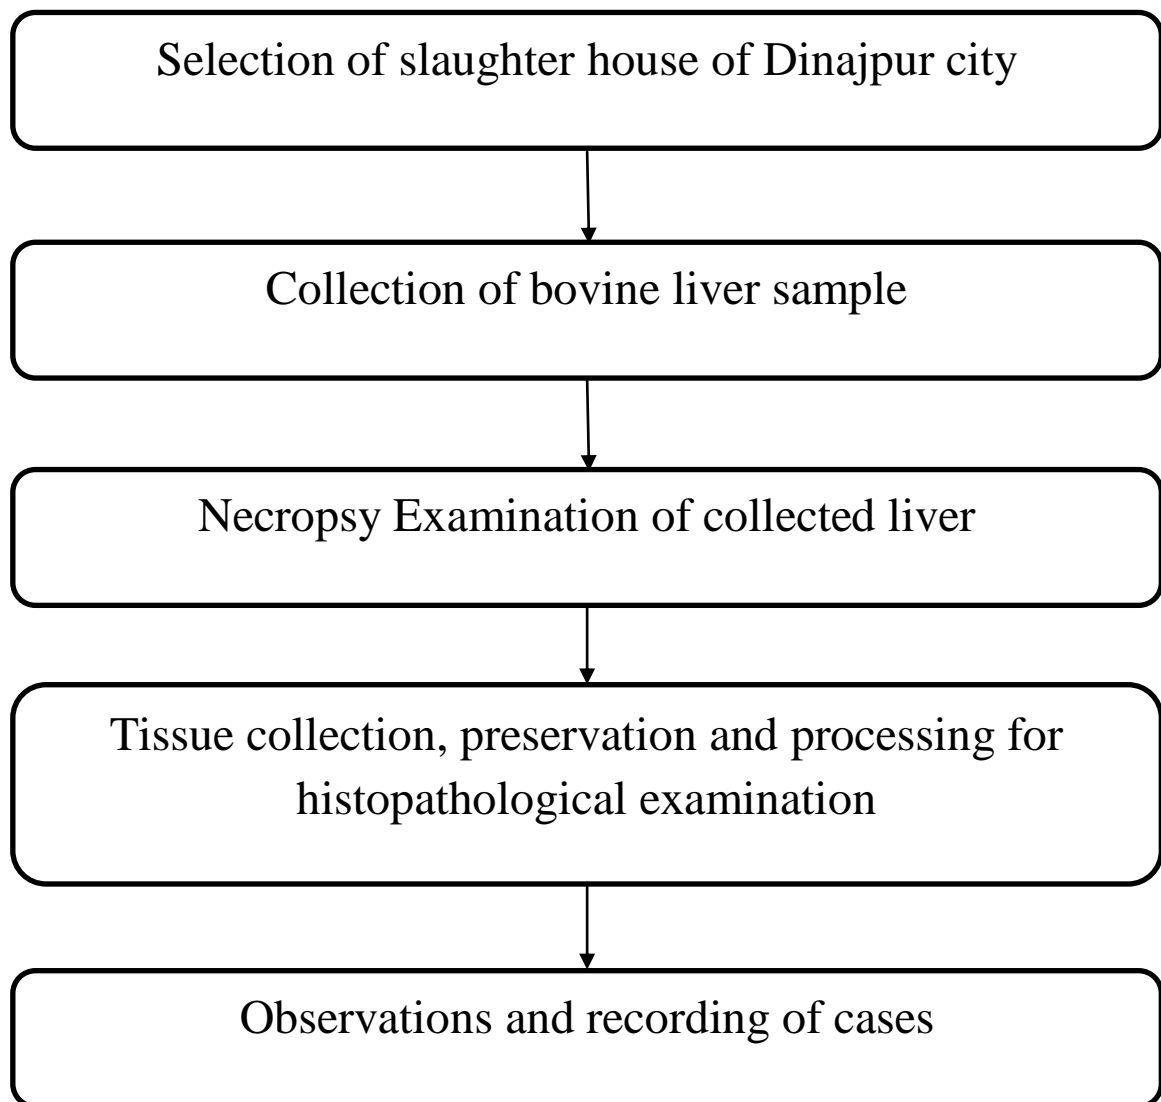 Selection of slaughter house of Dinajpur city
Collection of bovine liver sample
Necropsy Examination of collected liver
Tissue collection, preservation and processing for
histopathological examination
Observations and recording of cases